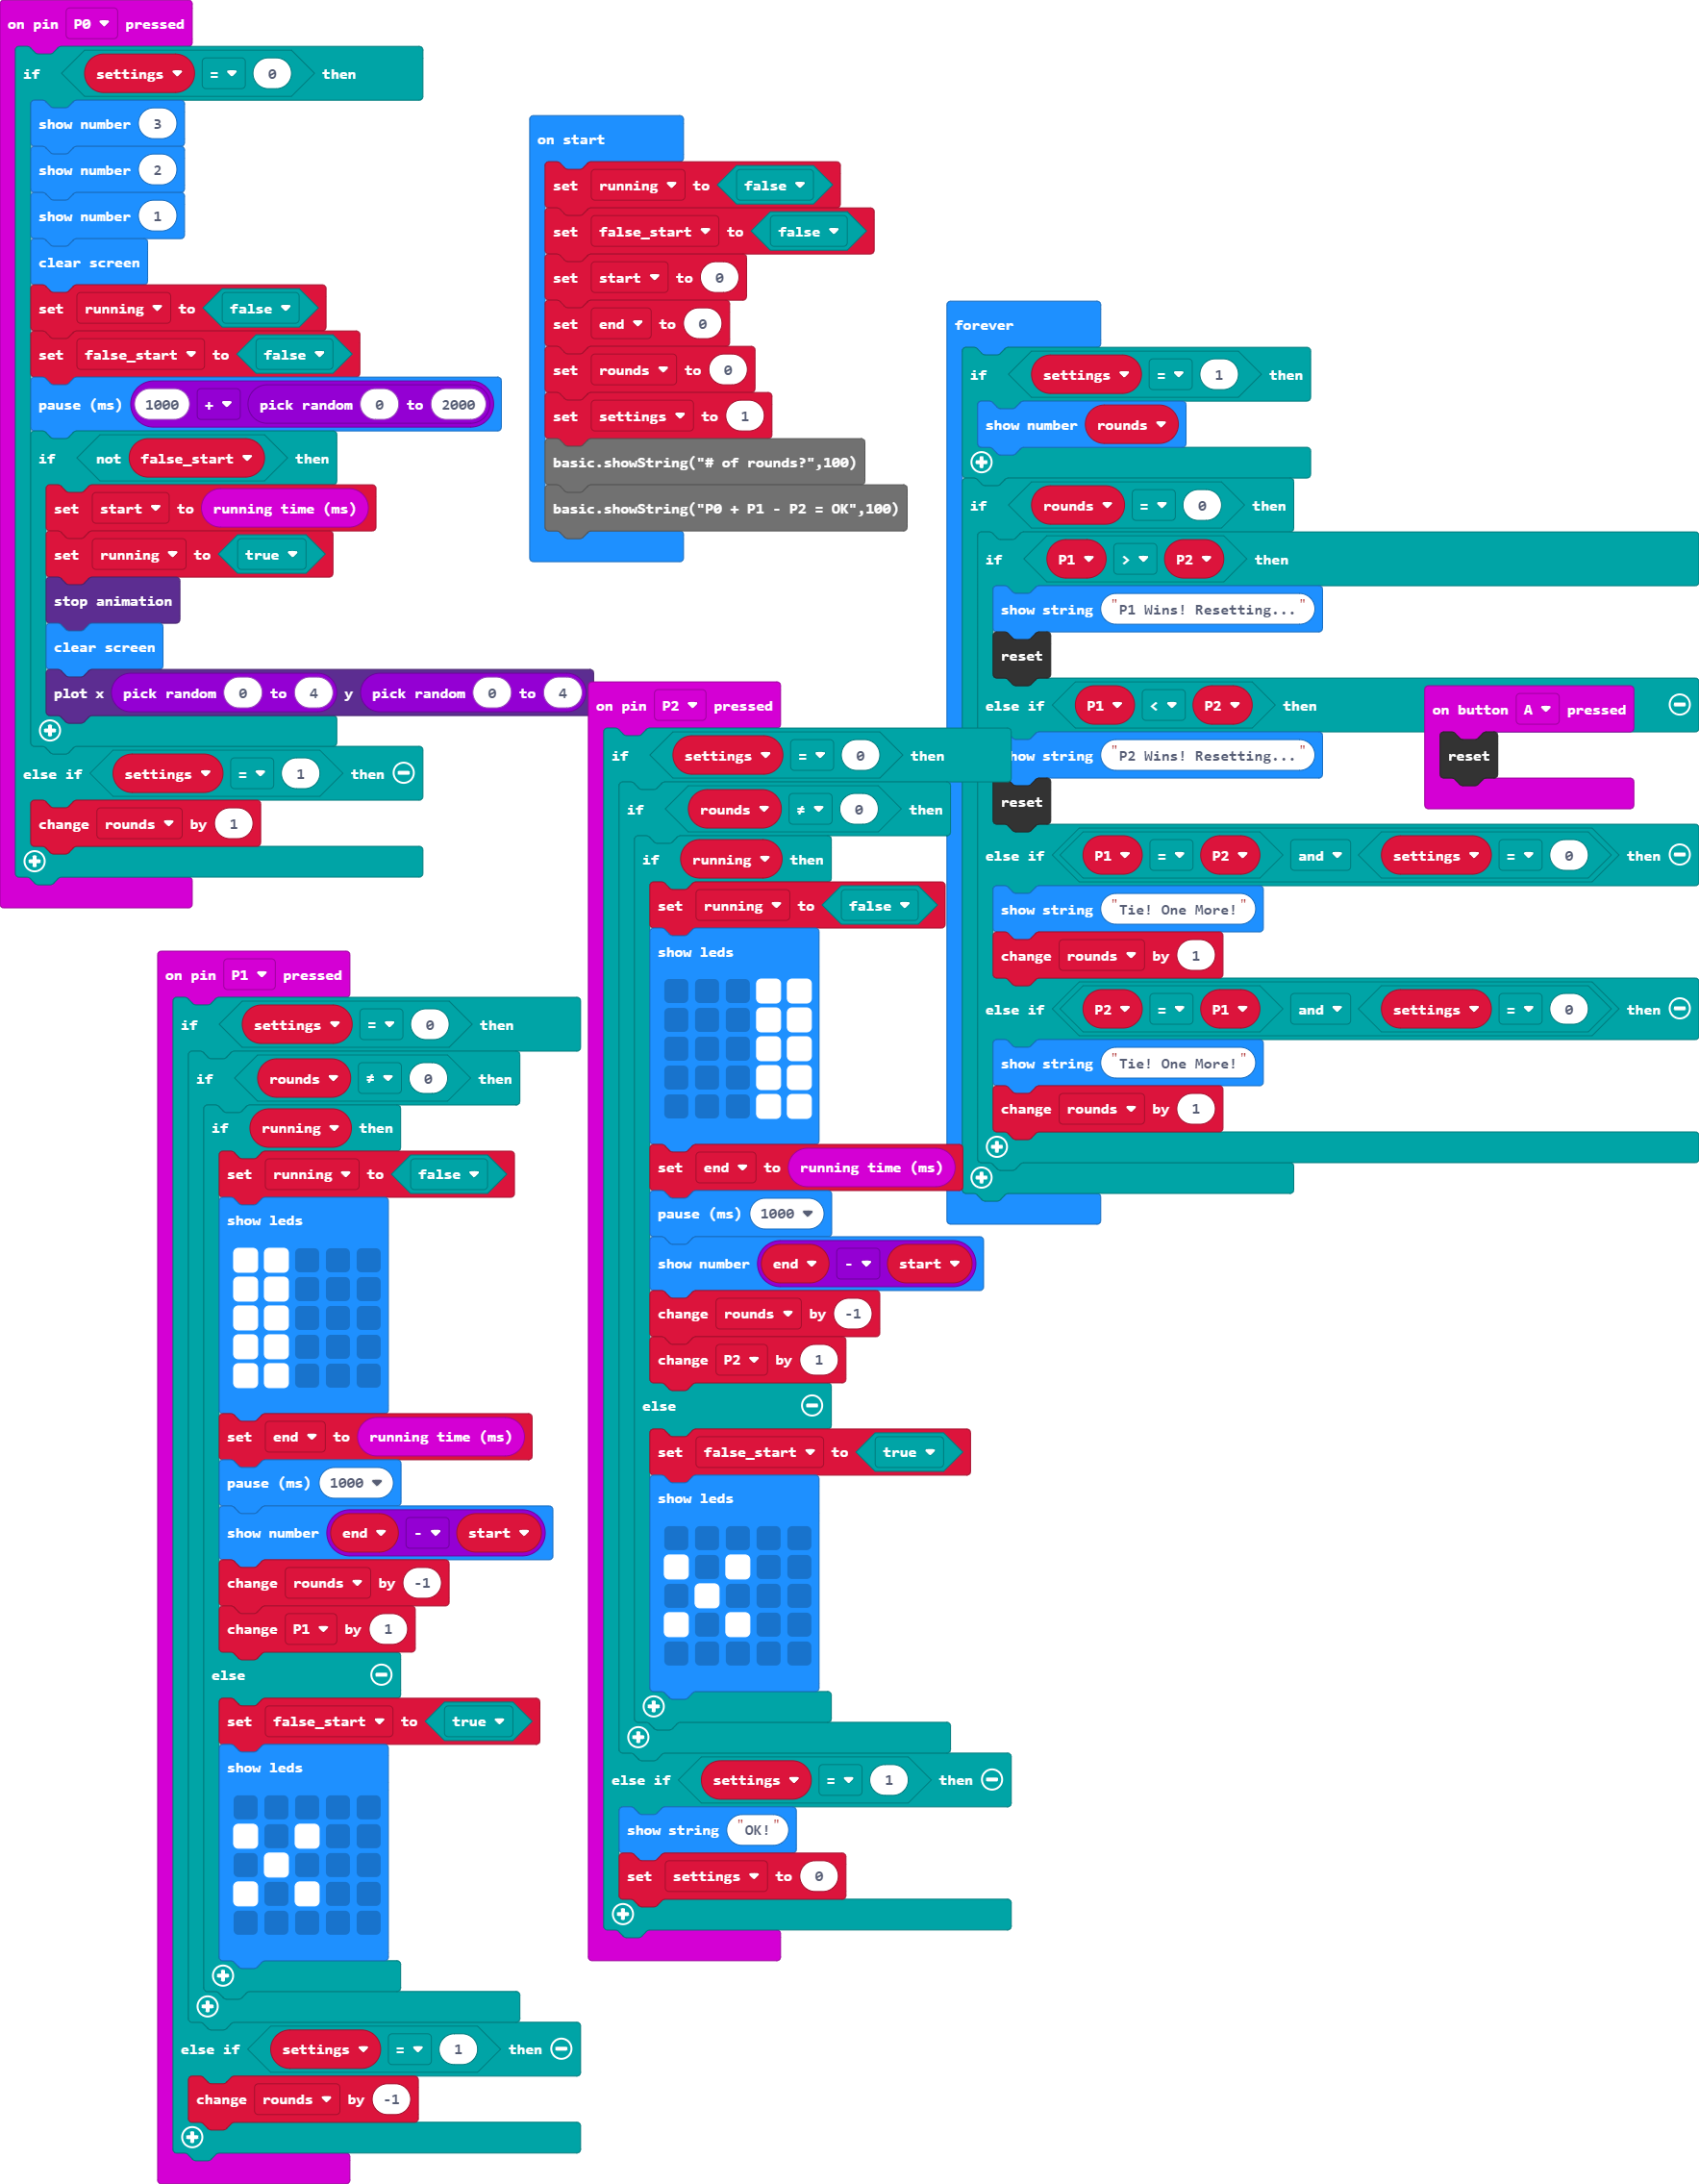 on pin P0 pressed
if settings = 0 then
show number 3
show number 2
show number 1
clear screen
set running to false
set false_start to false
pause (ms) 1000 + pick random 0 to 2000
if not false_start then
set start to running time (ms)
set running to true
stop animation
clear screen
plot x pick random 0 to 4 y pick random 0 to 4
else if settings = 1 then
change rounds by 1
on start
set running to false
set false_start to false
set start to 0
set end to 0
set rounds to 0
set settings to 1
basic.showString("# of rounds?",100)
basic.showString("P0 + P1 - P2 = OK",100)
forever
if settings = 1 then
show number rounds
if rounds = 0 then
if P1 > P2 then
show string "P1 Wins! Resetting..."
reset
else if P1 < P2 then
show string "P2 Wins! Resetting..."
reset
else if P1 = P2 and settings = 0 then
show string "Tie! One More!"
change rounds by 1
else if P2 = P1 and settings = 0 then
show string "Tie! One More!"
change rounds by 1
on button A pressed
reset
on pin P1 pressed
if settings = 0 then
if rounds ≠ 0 then
if running then
set running to false
show leds
set end to running time (ms)
pause (ms) 1000
show number end - start
change rounds by -1
change P1 by 1
else
set false_start to true
show leds
else if settings = 1 then
change rounds by -1
on pin P2 pressed
if settings = 0 then
if rounds ≠ 0 then
if running then
set running to false
show leds
set end to running time (ms)
pause (ms) 1000
show number end - start
change rounds by -1
change P2 by 1
else
set false_start to true
show leds
else if settings = 1 then
show string "OK!"
set settings to 0